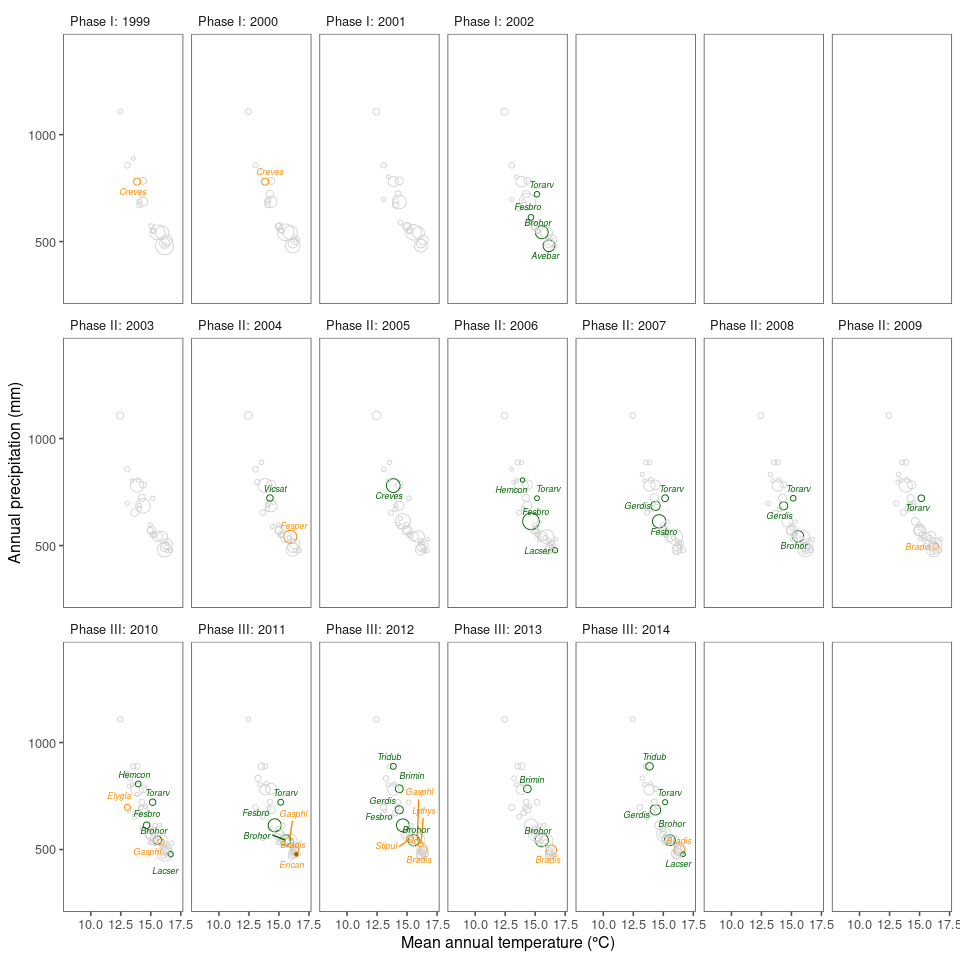 Phase I: 1999 Phase I: 2000 Phase I: 2001 Phase I: 2002
1000
500
Creves
Creves
Torarv
Fesbro
Brohor
Avebar
Phase II: 2003 Phase II: 2004 Phase II: 2005 Phase II: 2006 Phase II: 2007 Phase II: 2008 Phase II: 2009
Annual precipitation (mm)
1000
500
Vicsat
Fesper
Creves
Hemcon
Torarv
Fesbro
Lacser
Torarv
Gerdis
Fesbro
Torarv
Gerdis
Brohor
Torarv
Bradis
Phase III: 2010 Phase III: 2011 Phase III: 2012 Phase III: 2013 Phase III: 2014
1000
500
Hemcon
Elygla
Torarv
Fesbro
Brohor
Gasphl
Lacser
Torarv
Fesbro
Gasphl
Brohor
Bradis
Erican
Tridub
Brimin
Gasphl
Gerdis
Lythys
Fesbro
Brohor
Stipul
Bradis
Brimin
Brohor
Bradis
Tridub
Torarv
Gerdis
Brohor
Bradis
Lacser
10.0 12.5 15.0 17.5 10.0 12.5 15.0 17.5 10.0 12.5 15.0 17.5 10.0 12.5 15.0 17.5 10.0 12.5 15.0 17.5 10.0 12.5 15.0 17.5 10.0 12.5 15.0 17.5
Mean annual temperature (°C)